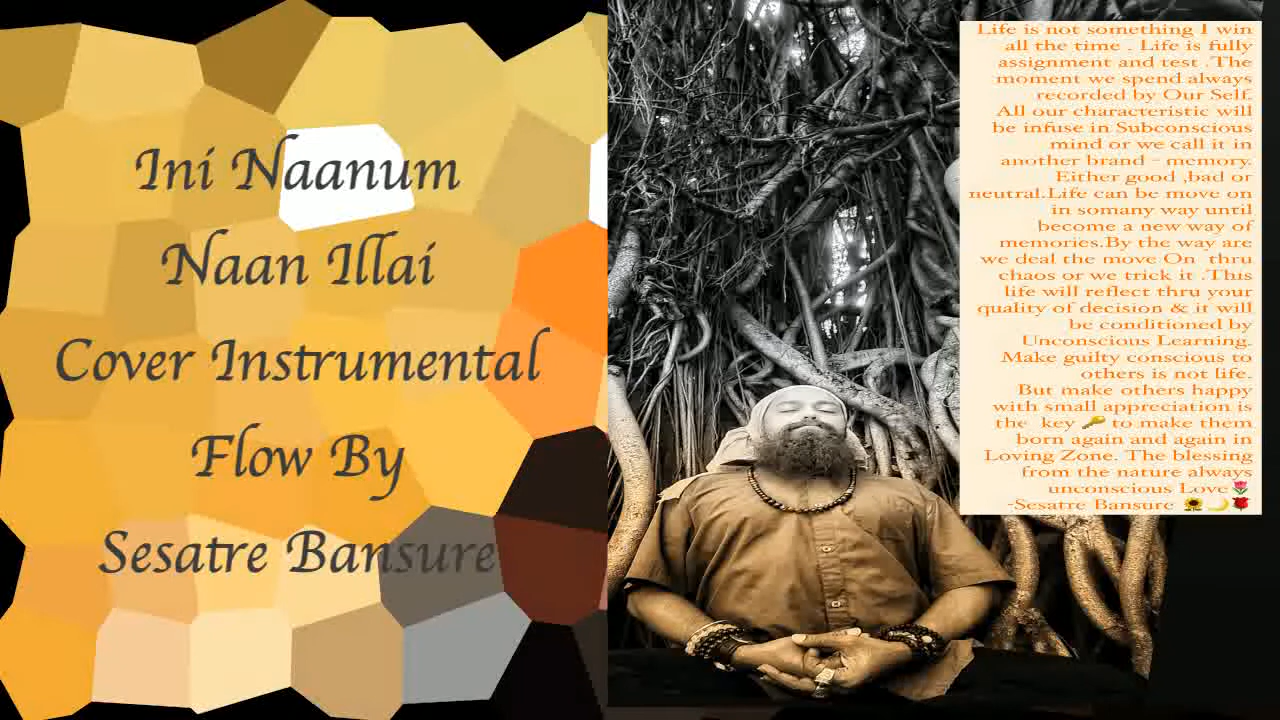 Ini Naanum
Naan Illai
Cover Instrumental
Flow By
Sesatre Bansure
Life is not something I win
all the time . Life is fully
assignment and test .The
moment we spend always
recorded by Our Self.
All our characteristic will
be infuse in Subconscious
mind or we call it in
another brand - memory.
Either good ,bad or
neutral.Life can be move on
in somany way until
become a new way of
memories.By the way are
we deal the move On thru
chaos or we trick it .This
life will reflect thru your
quality of decision & it will
be conditioned by
Unconscious Learning.
Make guilty conscious to
others is not life.
But make others happy
with small appreciation is
the key 🔑 to make them
born again and again in
Loving Zone. The blessing
from the nature always
unconscious Love🌷
-Sesatre Bansure 🌻🌙🌹